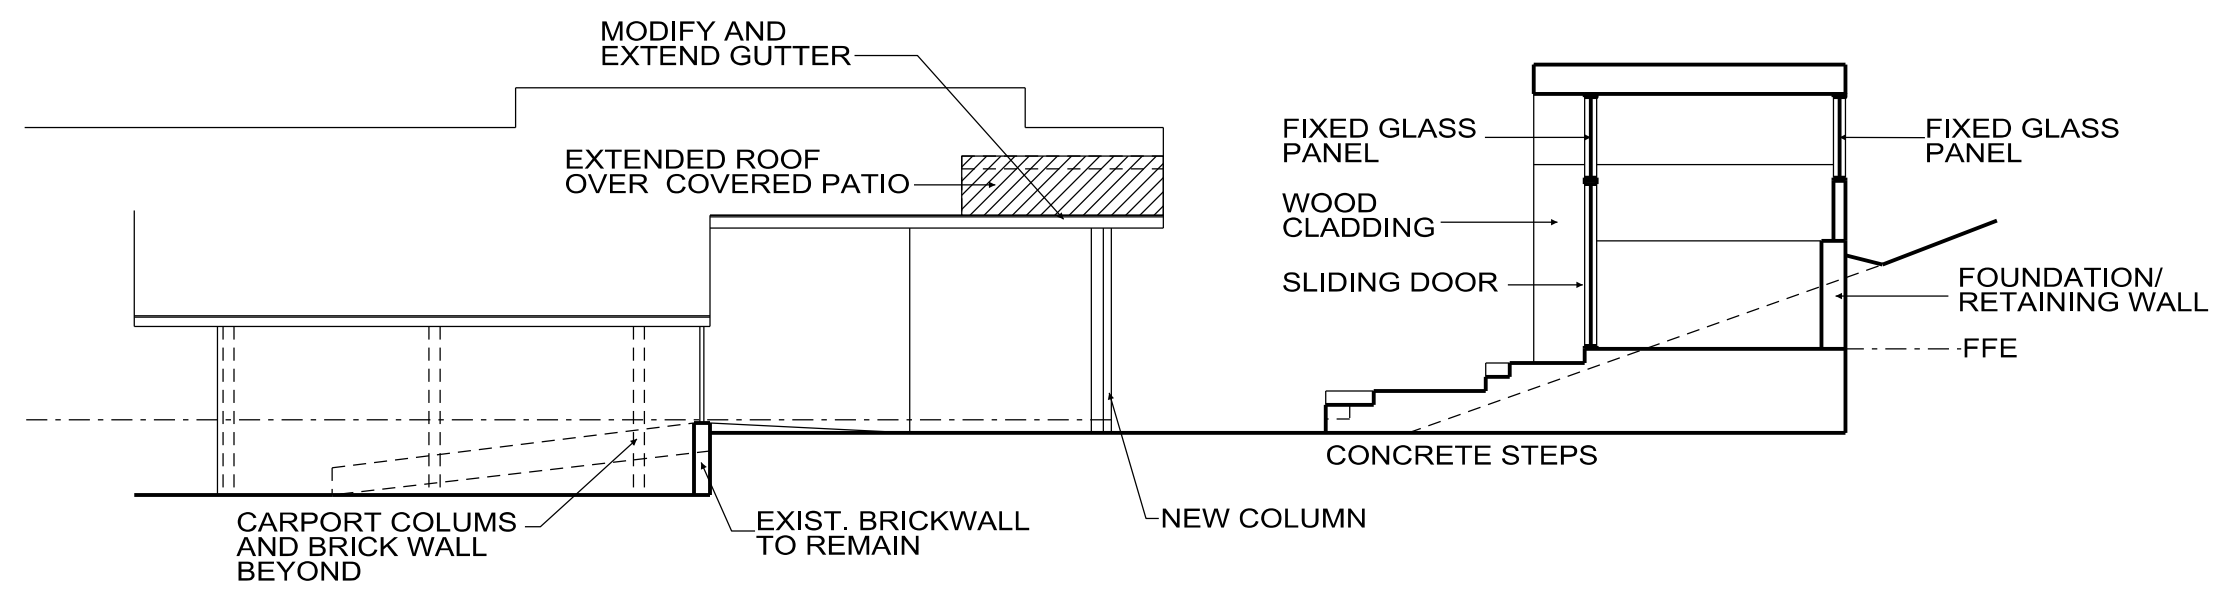 MODIFY AND
EXTEND GUTTER
EXTENDED ROOF
OVER COVERED PATIO
CARPORT COLUMS
AND BRICK WALL
BEYOND
EXIST. BRICKWALL
TO REMAIN
NEW COLUMN
FIXED GLASS
PANEL
WOOD
CLADDING
SLIDING DOOR
CONCRETE STEPS
FIXED GLASS
PANEL
FOUNDATION/
RETAINING WALL
FFE